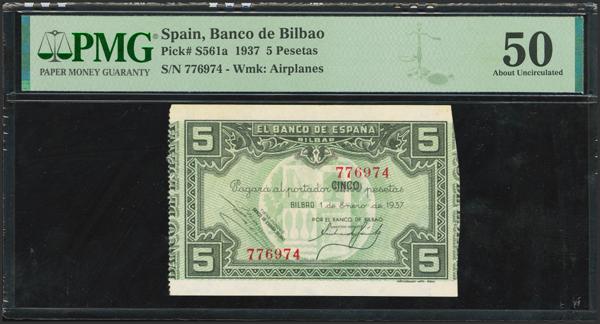 PMG
PAPER MONEY GUARANTY
Spain, Banco de Bilbao
Pick# S561a 1937 5 Pesetas
S/N 776974 - Wmk: Airplanes
50
About Uncirculated
5 5
EL BANCO DE ESPAÑA
BILBAO
776974
CINCO
Pagará al portador pesetas
BILBAO 1 de Enero de 1937
POR EL BANCO DE BILBAO
776974
5 5